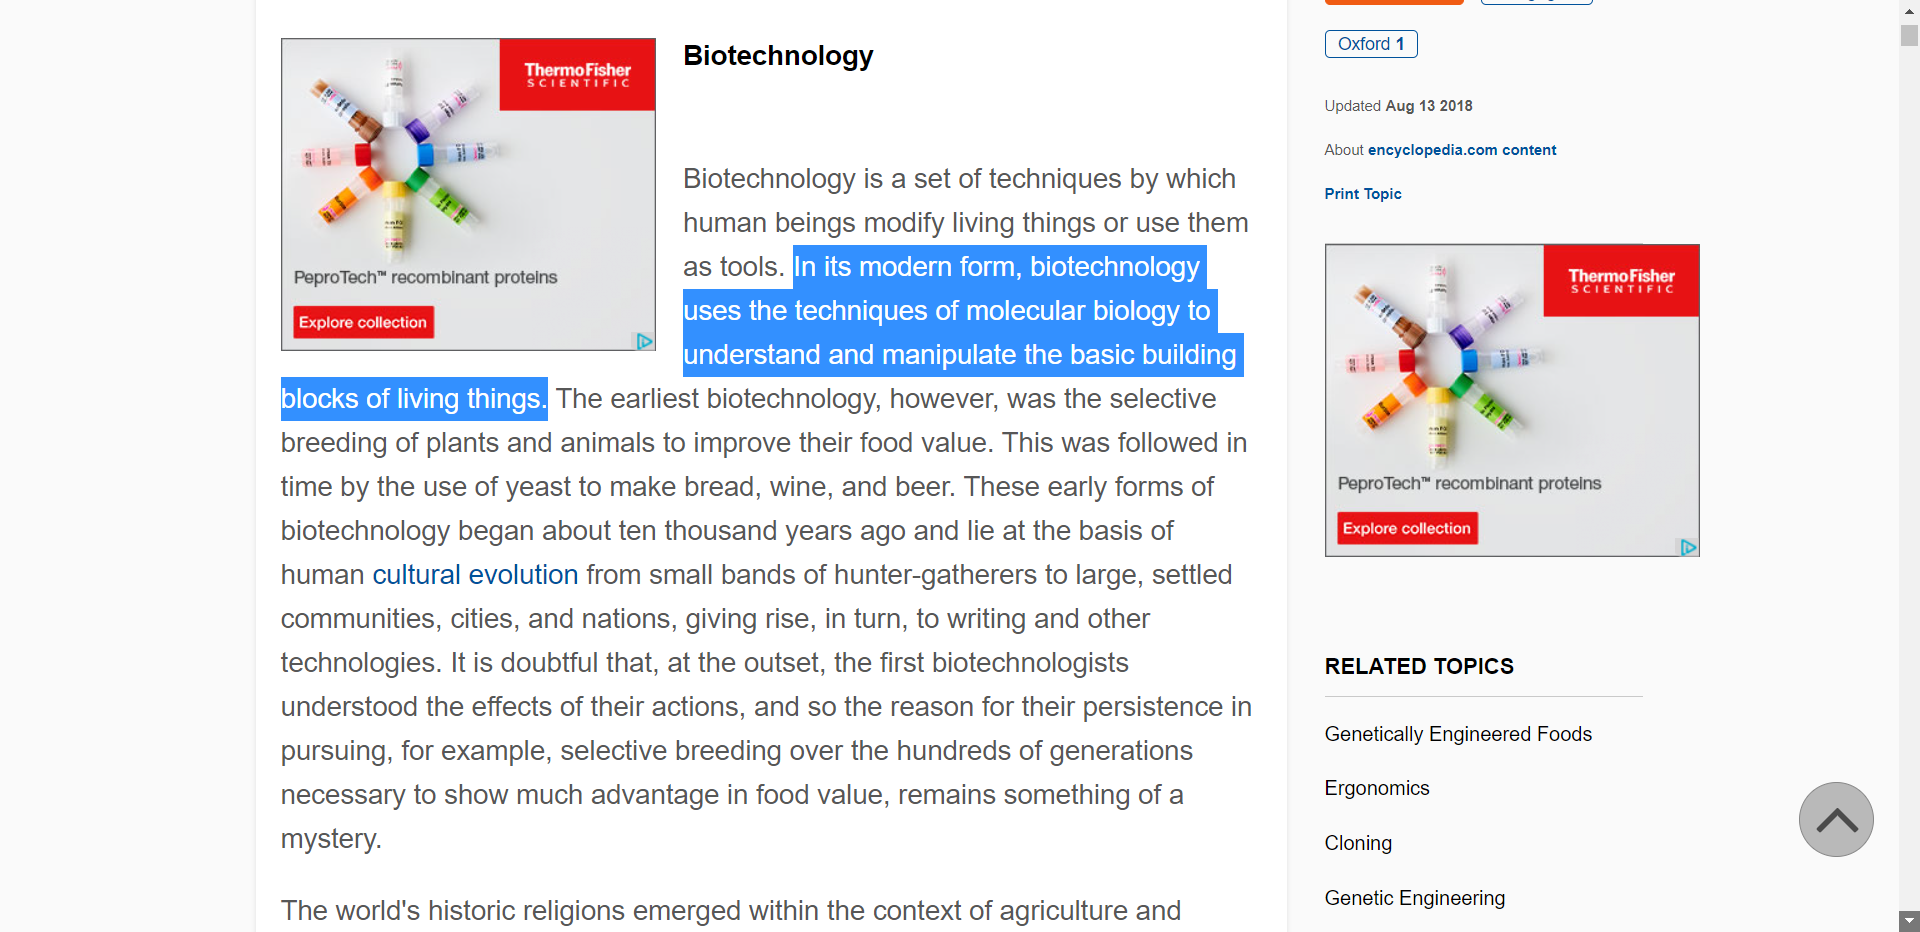 ThermoFisher
SCIENTIFIC
PeproTech™ recombinant proteins
Explore collection
Biotechnology
Biotechnology is a set of techniques by which
human beings modify living things or use them
as tools. In its modern form, biotechnology
uses the techniques of molecular biology to
understand and manipulate the basic building
blocks of living things. The earliest biotechnology, however, was the selective
breeding of plants and animals to improve their food value. This was followed in
time by the use of yeast to make bread, wine, and beer. These early forms of
biotechnology began about ten thousand years ago and lie at the basis of
human cultural evolution from small bands of hunter-gatherers to large, settled
communities, cities, and nations, giving rise, in turn, to writing and other
technologies. It is doubtful that, at the outset, the first biotechnologists
understood the effects of their actions, and so the reason for their persistence in
pursuing, for example, selective breeding over the hundreds of generations
necessary to show much advantage in food value, remains something of a
mystery.
The world's historic religions emerged within the context of agriculture and
Oxford 1
Updated Aug 13 2018
About encyclopedia.com content
Print Topic
ThermoFisher
SCIENTIFIC
PeproTech™ recombinant proteins
Explore collection
RELATED TOPICS
Genetically Engineered Foods
Ergonomics
Cloning
Genetic Engineering